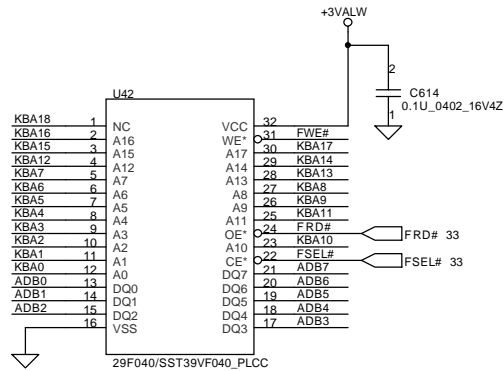 +3VALW
2
C614
0.1U_0402_16V4Z
1
U42
KBA18 1 NC VCC 32
KBA16 2 A16 WE* 31 FWE#
KBA15 3 A15 A17 30 KBA17
KBA12 4 A12 A14 29 KBA14
KBA7 5 A7 A13 28 KBA13
KBA6 6 A6 A8 27 KBA8
KBA5 7 A5 A9 26 KBA9
KBA4 8 A4 A11 25 KBA11
KBA3 9 A3 OE* 24 FRD# FRD# 33
KBA2 10 A2 A10 23 KBA10
KBA1 11 A1 CE* 22 FSEL# FSEL# 33
KBA0 12 A0 DQ7 21 ADB7
ADB0 13 DQ0 DQ6 20 ADB6
ADB1 14 DQ1 DQ5 19 ADB5
ADB2 15 DQ2 DQ4 18 ADB4
16 VSS DQ3 17 ADB3
29F040/SST39VF040_PLCC